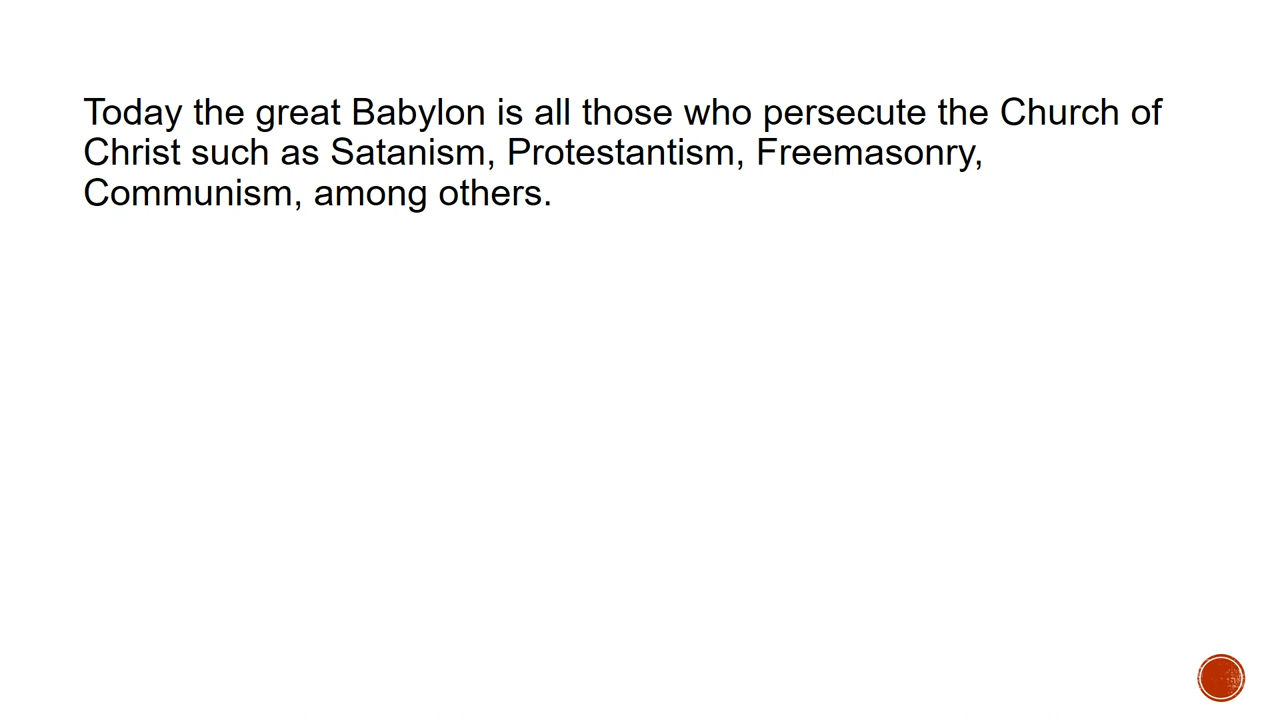 Today the great Babylon is all those who persecute the Church of
Christ such as Satanism, Protestantism, Freemasonry,
Communism, among others.